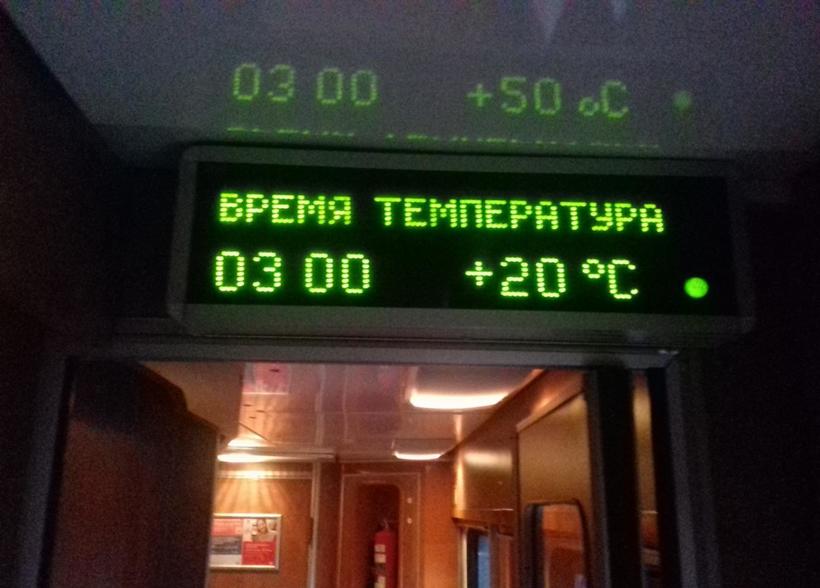 03 00 +50 °C
ВРЕМЯ ТЕМПЕРАТУРА
03 00 +20 °C